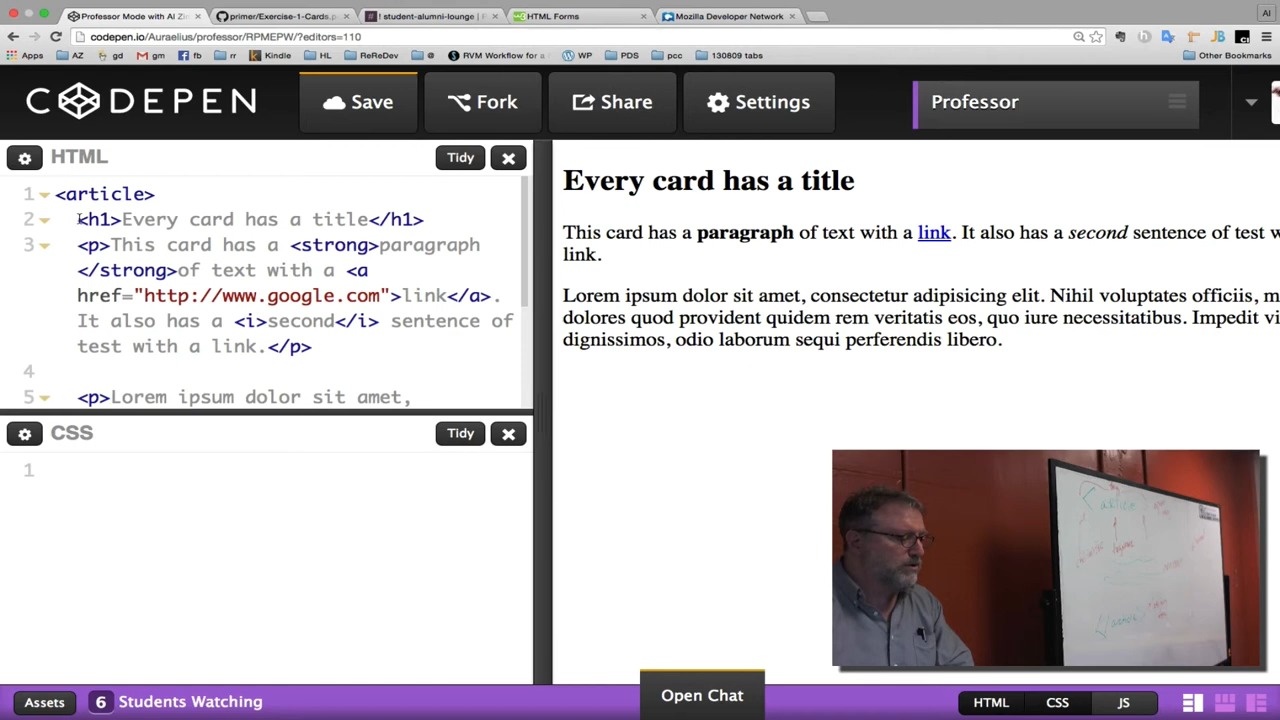 Professor Mode with Al Zim
primer/Exercise-1-Cards.p
! student-alumni-lounge |
HTML Forms
Mozilla Developer Network
Al
codepen.io/Auraelius/professor/RPMEPW/?editors=110
Apps
AZ
gd
gm
fb
rr
Kindle
HL
ReReDev
@
RVM Workflow for
WP
PDS
pcc
130809 tabs
Other Bookmarks
CODEPEN
Save
Fork
Share
Settings
Professor
HTML
Tidy
1 <article>
2 <h1>Every card has a title</h1>
3 <p>This card has a <strong>paragraph
</strong>of text with a <a
href="http://www.google.com">link</a>.
It also has a <i>second</i> sentence of
test with a link.</p>
4
5 <p>Lorem ipsum dolor sit amet,
CSS
Tidy
1
Every card has a title
This card has a paragraph of text with a link. It also has a second sentence of test w
link.
Lorem ipsum dolor sit amet, consectetur adipisicing elit. Nihil voluptates officiis, m
dolores quod provident quidem rem veritatis eos, quo iure necessitatibus. Impedit vi
dignissimos, odio laborum sequi perferendis libero.
article
Assets
6 Students Watching
Open Chat
HTML
CSS
JS